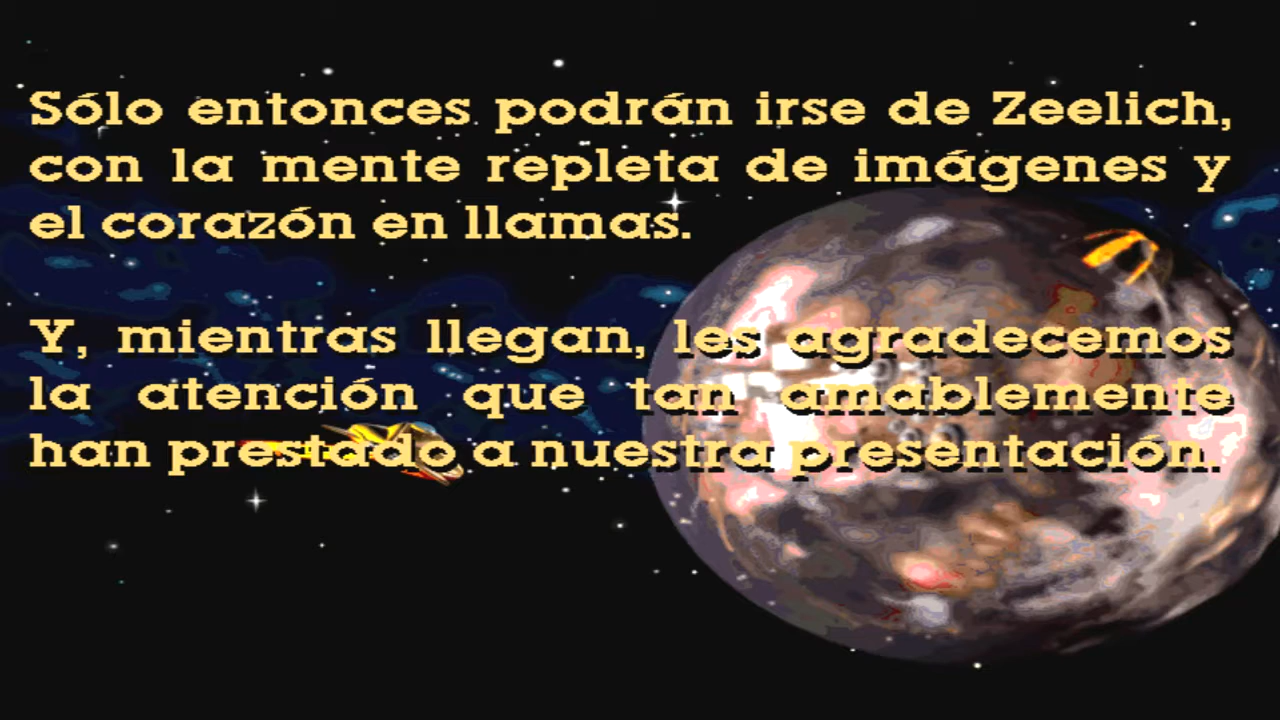 Sólo entonces podrán irse de Zeelich,
con la mente repleta de imágenes y
el corazón en llamas.
Y, mientras llegan, les agradecemos
la atención que tan amablemente
han prestado a nuestra presentación.